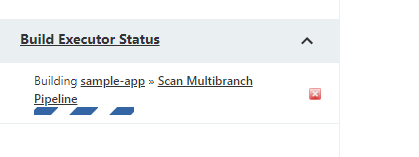 Build Executor Status
Building sample-app » Scan Multibranch
Pipeline